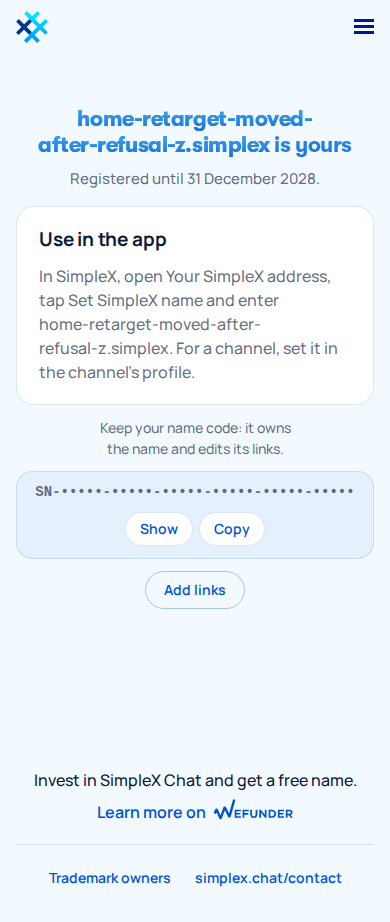 home-retarget-moved-
after-refusal-z.simplex is yours
Registered until 31 December 2028.
Use in the app
In SimpleX, open Your SimpleX address,
tap Set SimpleX name and enter
home-retarget-moved-after-
refusal-z.simplex. For a channel, set it in
the channel's profile.
Keep your name code: it owns
the name and edits its links.
SN-•••••-•••••-•••••-•••••-•••••-•••••
Show Copy
Add links
Invest in SimpleX Chat and get a free name.
Learn more on WEFUNDER
Trademark owners simplex.chat/contact